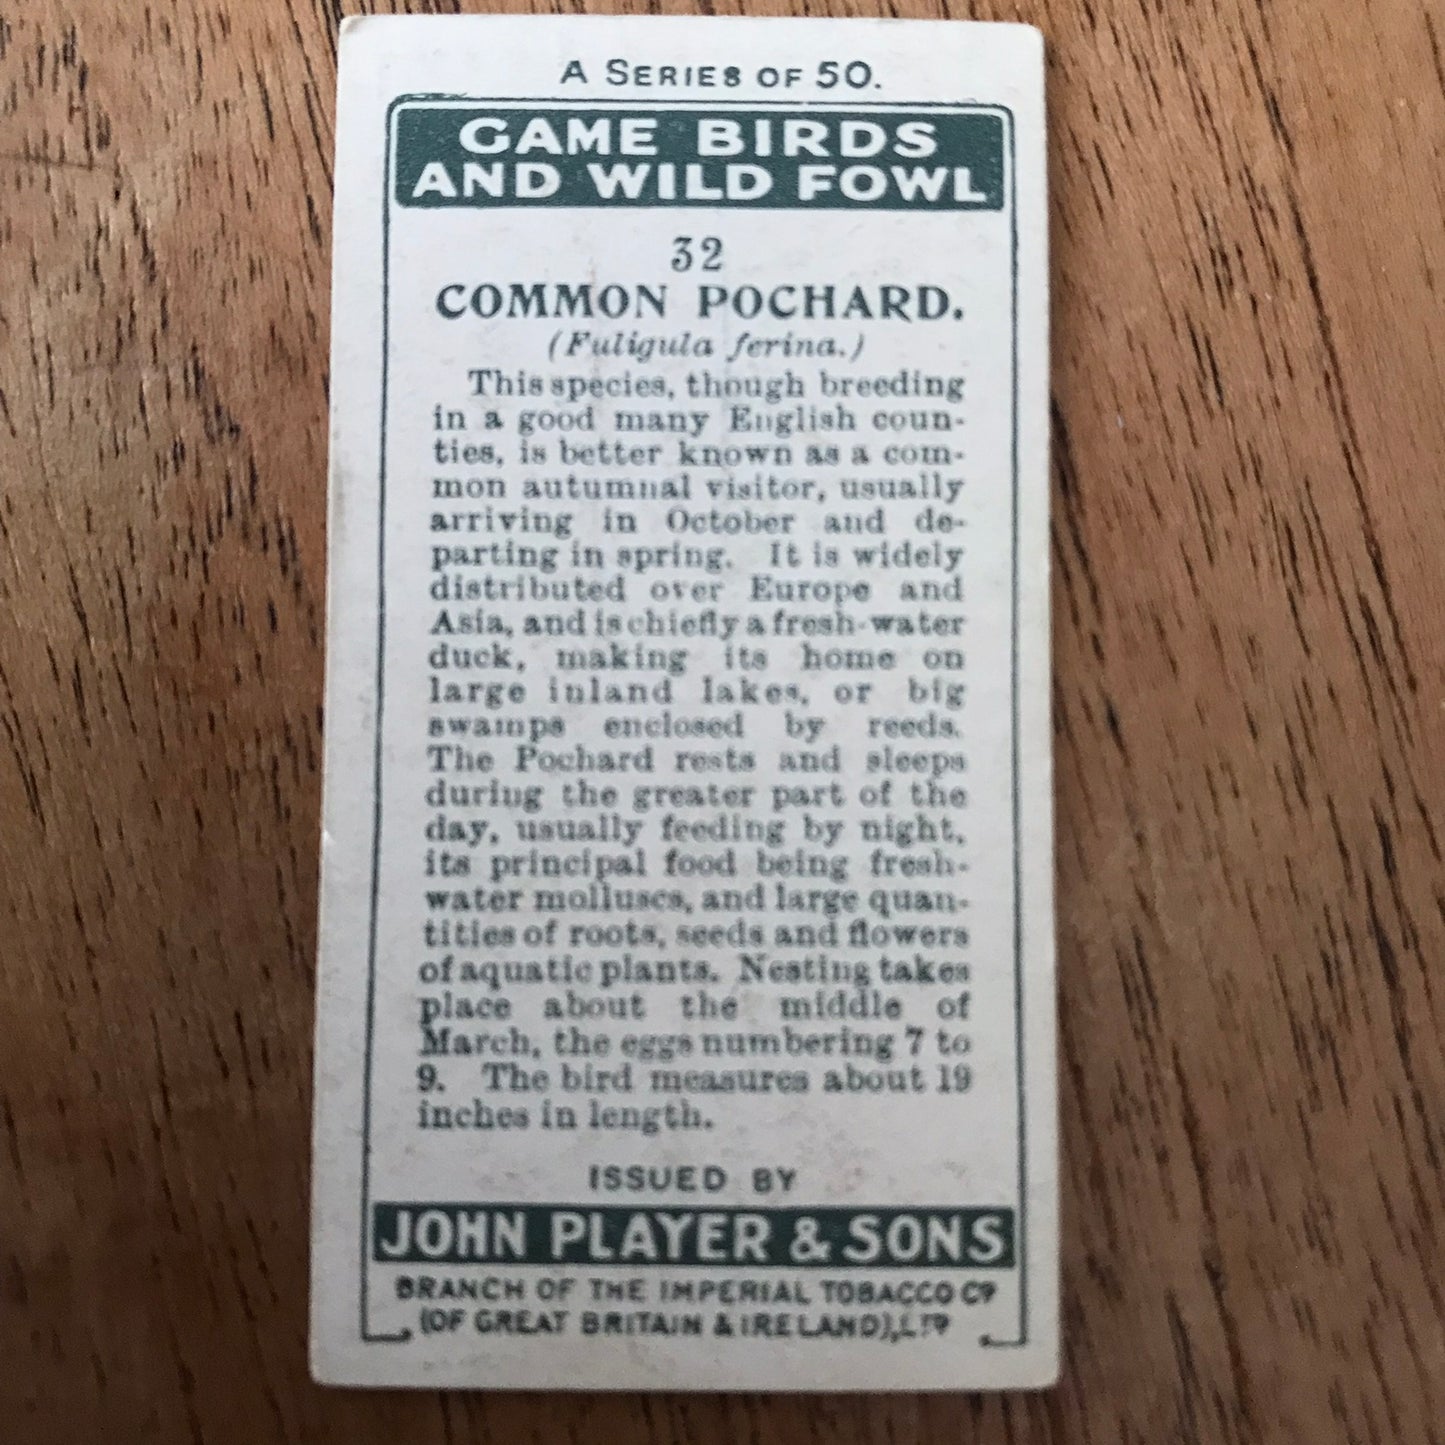 A SERIES OF 50.
GAME BIRDS
AND WILD FOWL
32
COMMON POCHARD.
(Fuligula ferina.)
This species, though breeding
in a good many English coun-
ties, is better known as a com-
mon autumnal visitor, usually
arriving in October and de-
parting in spring. It is widely
distributed over Europe and
Asia, and is chiefly a fresh-water
duck, making its home on
large inland lakes, or big
swamps enclosed by reeds.
The Pochard rests and sleeps
during the greater part of the
day, usually feeding by night,
its principal food being fresh-
water molluscs, and large quan-
tities of roots, seeds and flowers
of aquatic plants. Nesting takes
place about the middle of
March, the eggs numbering 7 to
9. The bird measures about 19
inches in length.
ISSUED BY
JOHN PLAYER & SONS
BRANCH OF THE IMPERIAL TOBACCO CO
(OF GREAT BRITAIN & IRELAND), LTD